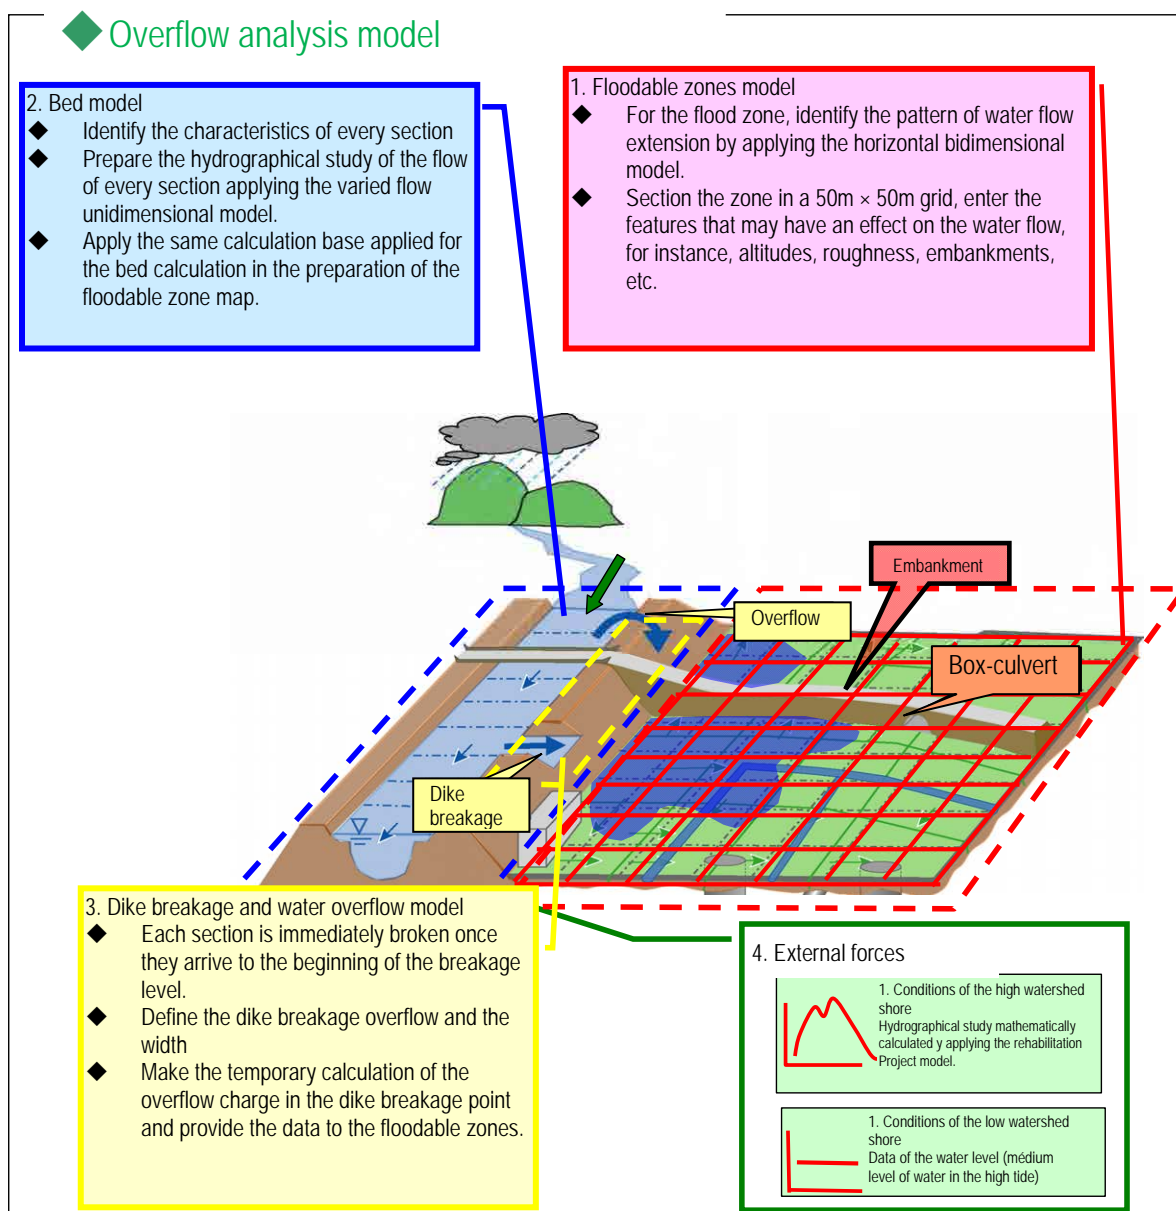 Overflow analysis model
2. Bed model
◆ Identify the characteristics of every section
◆ Prepare the hydrographical study of the flow
of every section applying the varied flow
unidimensional model.
◆ Apply the same calculation base applied for
the bed calculation in the preparation of the
floodable zone map.
1. Floodable zones model
◆ For the flood zone, identify the pattern of water flow
extension by applying the horizontal bidimensional
model.
◆ Section the zone in a 50m × 50m grid, enter the
features that may have an effect on the water flow,
for instance, altitudes, roughness, embankments,
etc.
Embankment
Overflow
Box-culvert
Dike
breakage
3. Dike breakage and water overflow model
◆ Each section is immediately broken once
they arrive to the beginning of the breakage
level.
◆ Define the dike breakage overflow and the
width
◆ Make the temporary calculation of the
overflow charge in the dike breakage point
and provide the data to the floodable zones.
4. External forces
1. Conditions of the high watershed
shore
Hydrographical study mathematically
calculated y applying the rehabilitation
Project model.
1. Conditions of the low watershed
shore
Data of the water level (médium
level of water in the high tide)